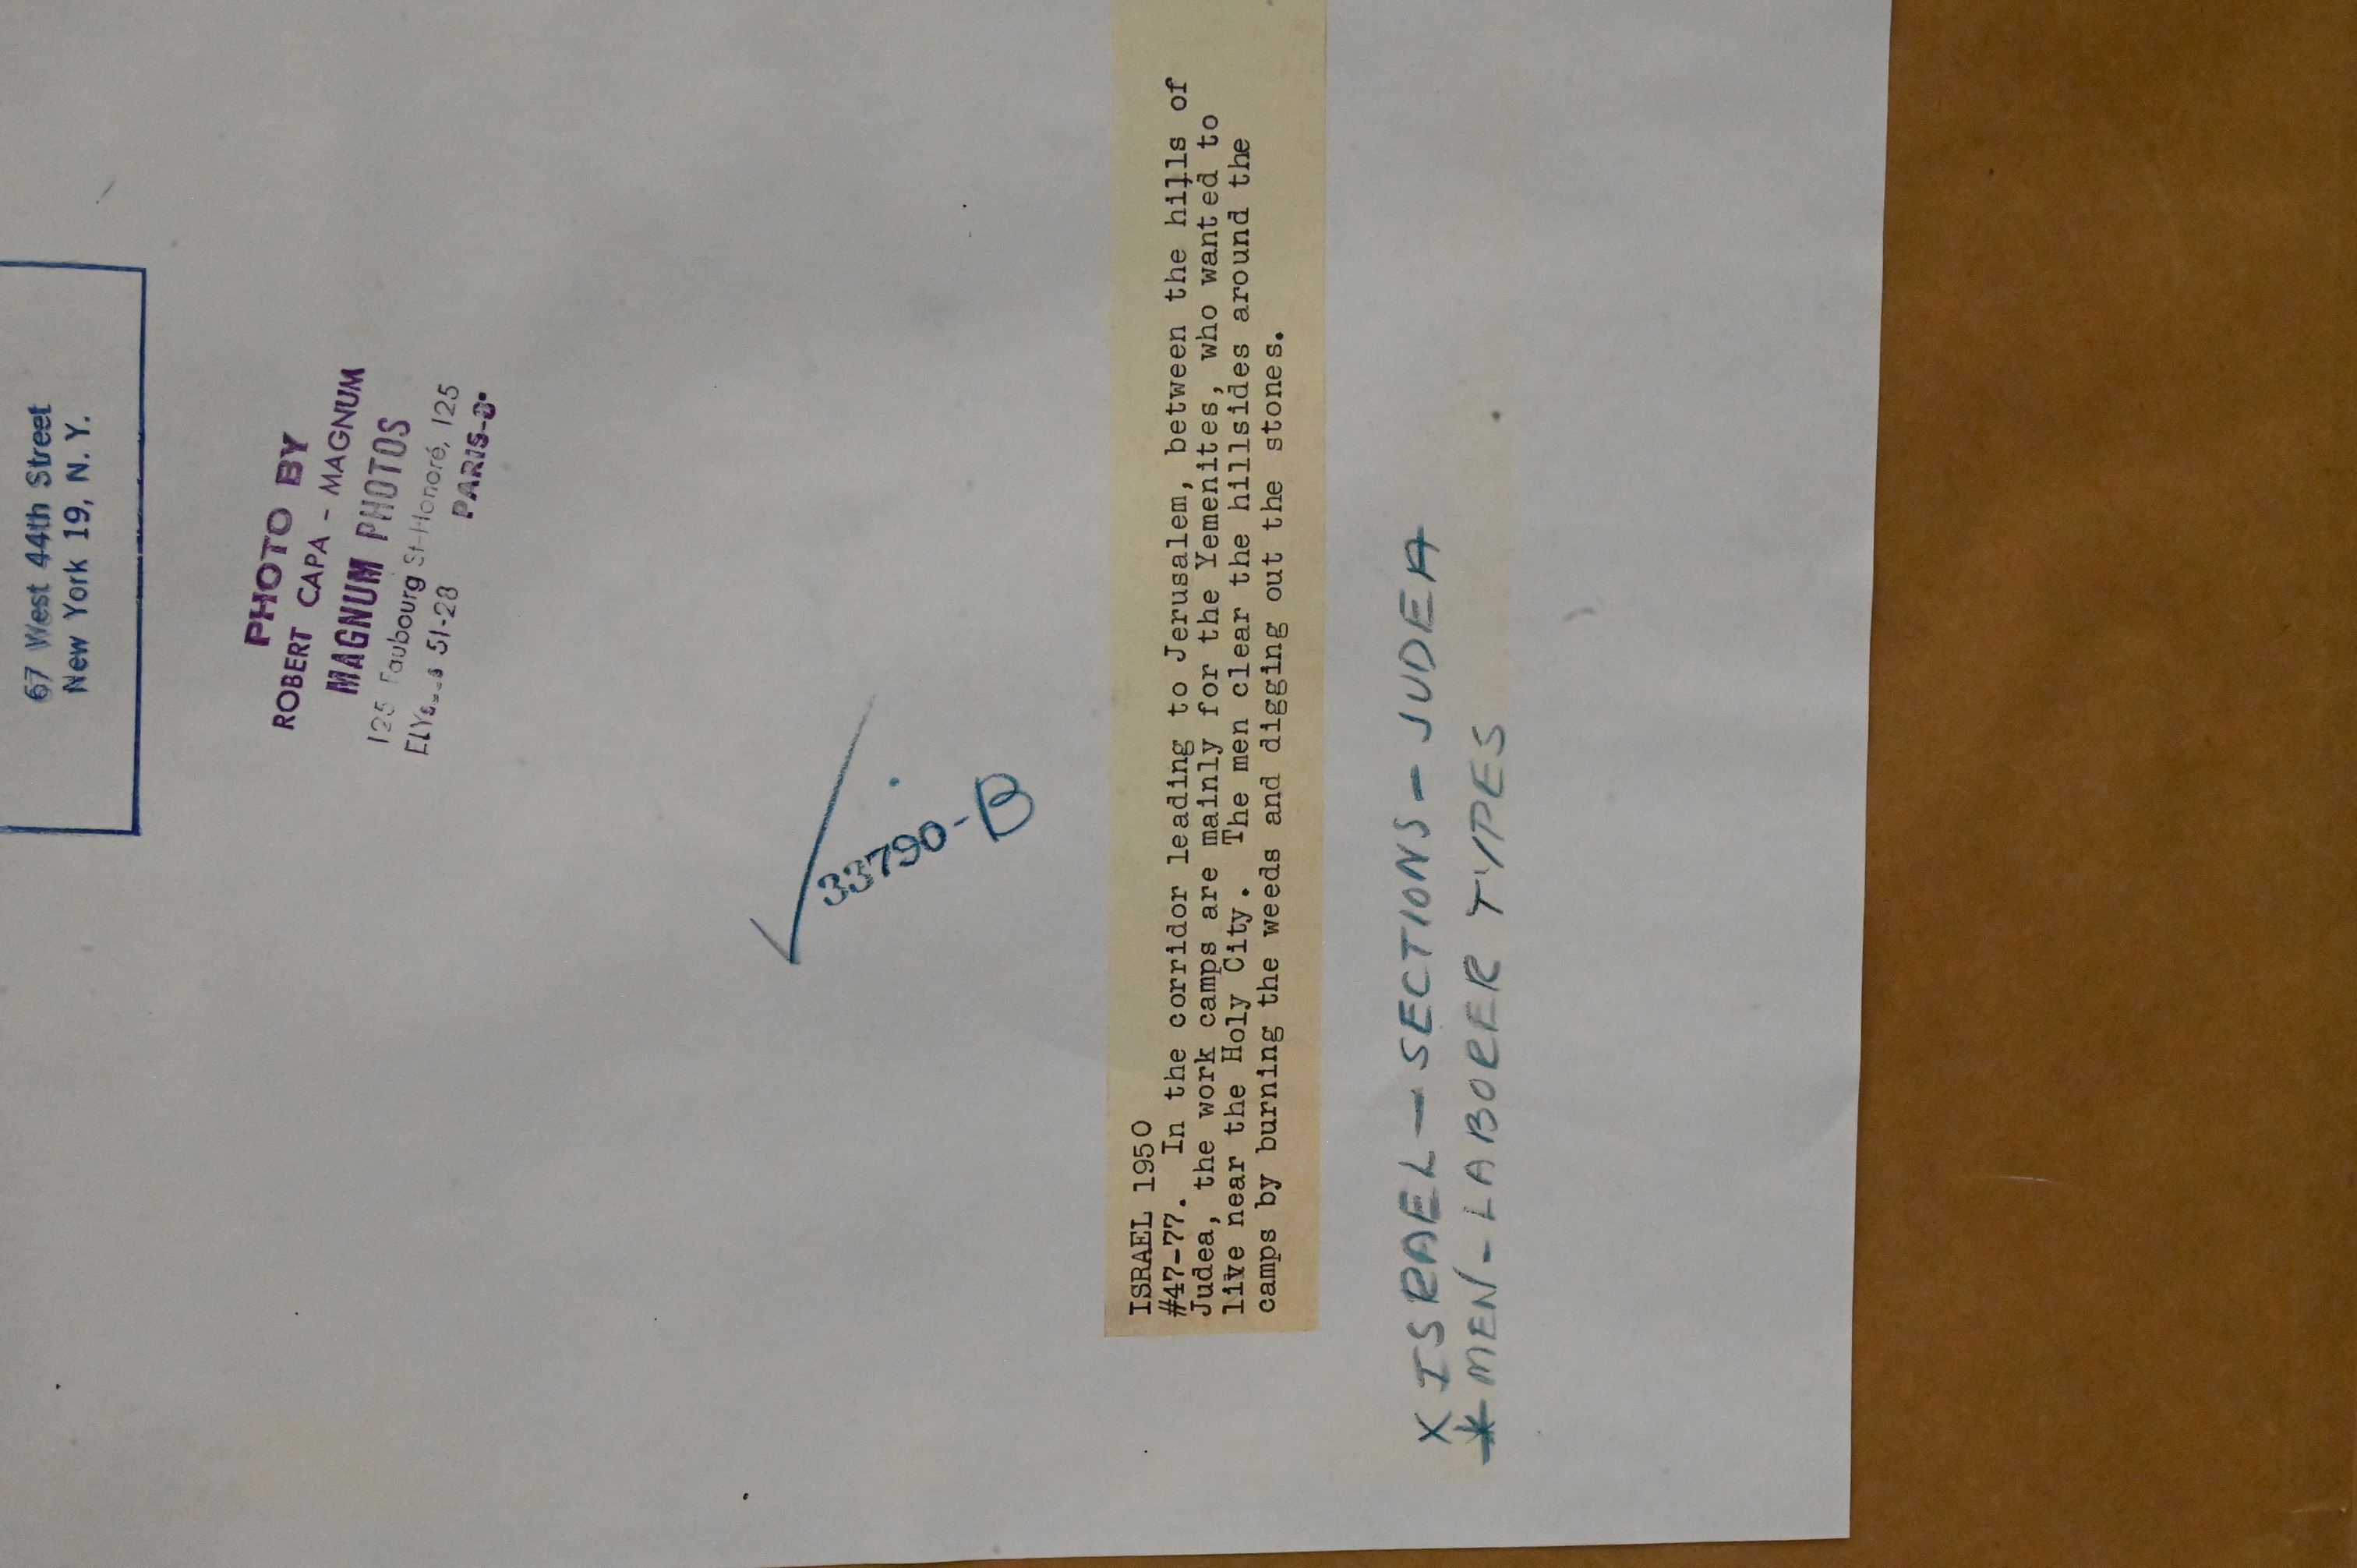 67 West 44th Street
New York 19, N. Y.
PHOTO BY
ROBERT CAPA - MAGNUM
MAGNUM PHOTOS
125 Faubourg St-Honoré, 125
51-28
PARIS-8•
33790-B
ISRAEL 1950
#47-77. In the corridor leading to Jerusalem, between the hills of
Judea, the work camps are mainly for the Yemenites, who wanted to
live near the Holy City. The men clear the hillsides around the
camps by burning the weeds and digging out the stones.
X ISRAEL - SECTIONS - JUDEA
* MEN - LABORER TYPES